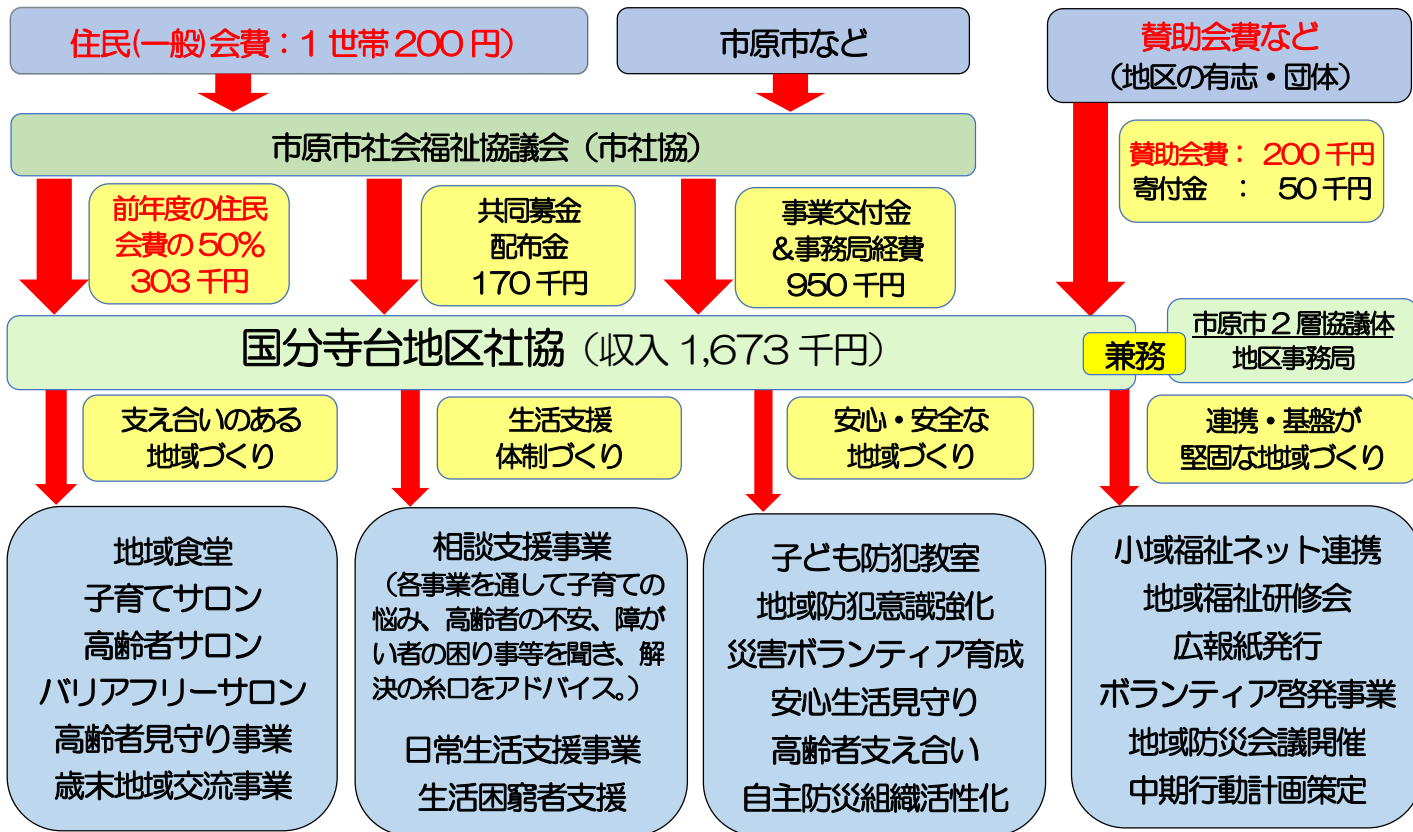 住民(一般)会費：1世帯200円）
市原市など
賛助会費など
（地区の有志・団体）
市原市社会福祉協議会（市社協）
賛助会費： 200千円
寄付金 ： 50千円
前年度の住民
会費の50%
303千円
共同募金
配布金
170千円
事業交付金
&事務局経費
950千円
国分寺台地区社協（収入1,673千円）
兼務
市原市2層協議体
地区事務局
支え合いのある
地域づくり
生活支援
体制づくり
安心・安全な
地域づくり
連携・基盤が
堅固な地域づくり
地域食堂
子育てサロン
高齢者サロン
バリアフリーサロン
高齢者見守り事業
歳末地域交流事業
相談支援事業
（各事業を通して子育ての
悩み、高齢者の不安、障が
い者の困り事等を聞き、解
決の糸口をアドバイス。）
日常生活支援事業
生活困窮者支援
子ども防犯教室
地域防犯意識強化
災害ボランティア育成
安心生活見守り
高齢者支え合い
自主防災組織活性化
小域福祉ネット連携
地域福祉研修会
広報紙発行
ボランティア啓発事業
地域防災会議開催
中期行動計画策定